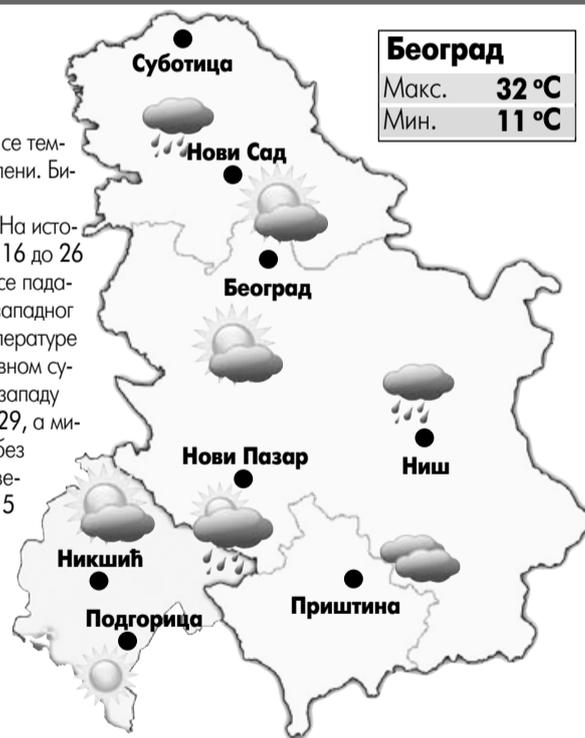 Београд
Макс. 32 °C
Мин. 11 °C
се тем-
лени. Би-
На исто-
16 до 26
се пада-
западног
пературе
вном су-
западу
29, а ми-
без
ве-
5
Суботица
Нови Сад
Београд
Нови Пазар
Ниш
Никшић
Приштина
Подгорица